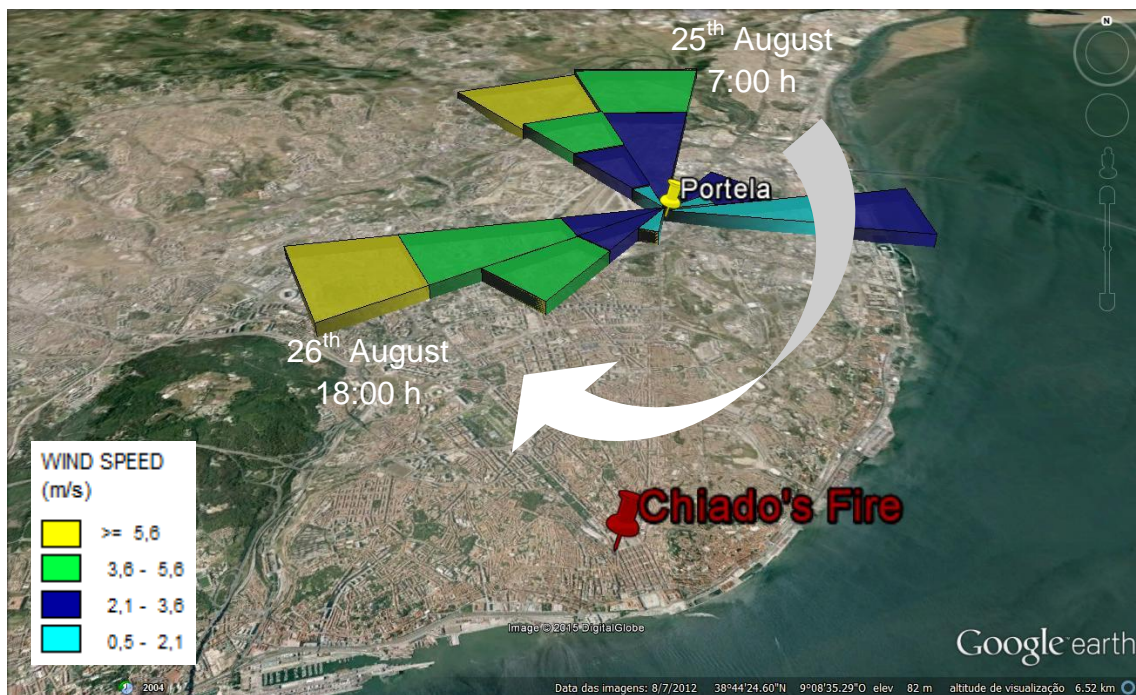 25th August
7:00 h
N
Portela
26th August
18:00 h
WIND SPEED
(m/s)
>= 5,6
3,6 - 5,6
2,1 - 3,6
0,5 - 2,1
Chiado's Fire
Image © 2015 DigitalGlobe
Google earth
2004
Data das imagens: 8/7/2012 38°44'24.60"N 9°08'35.29"O elev 82 m altitude de visualização 6.52 km